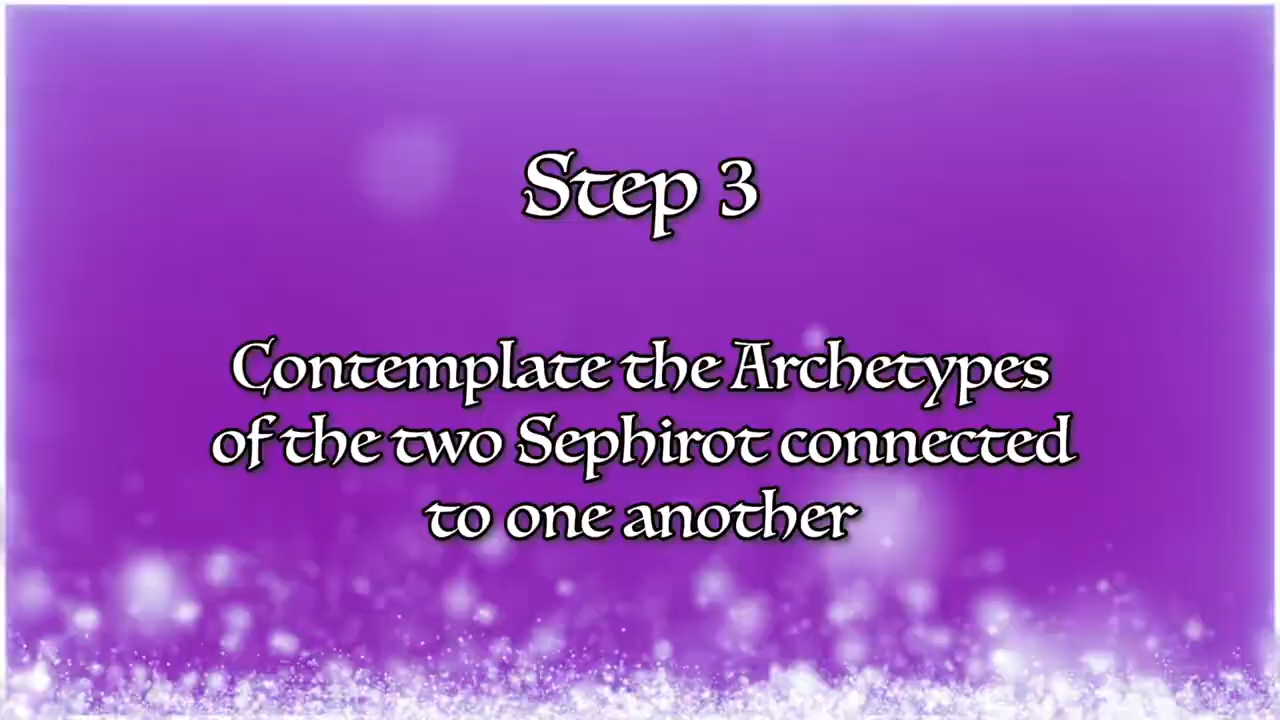 Step 3
Contemplate the Archetypes
of the two Sephirot connected
to one another